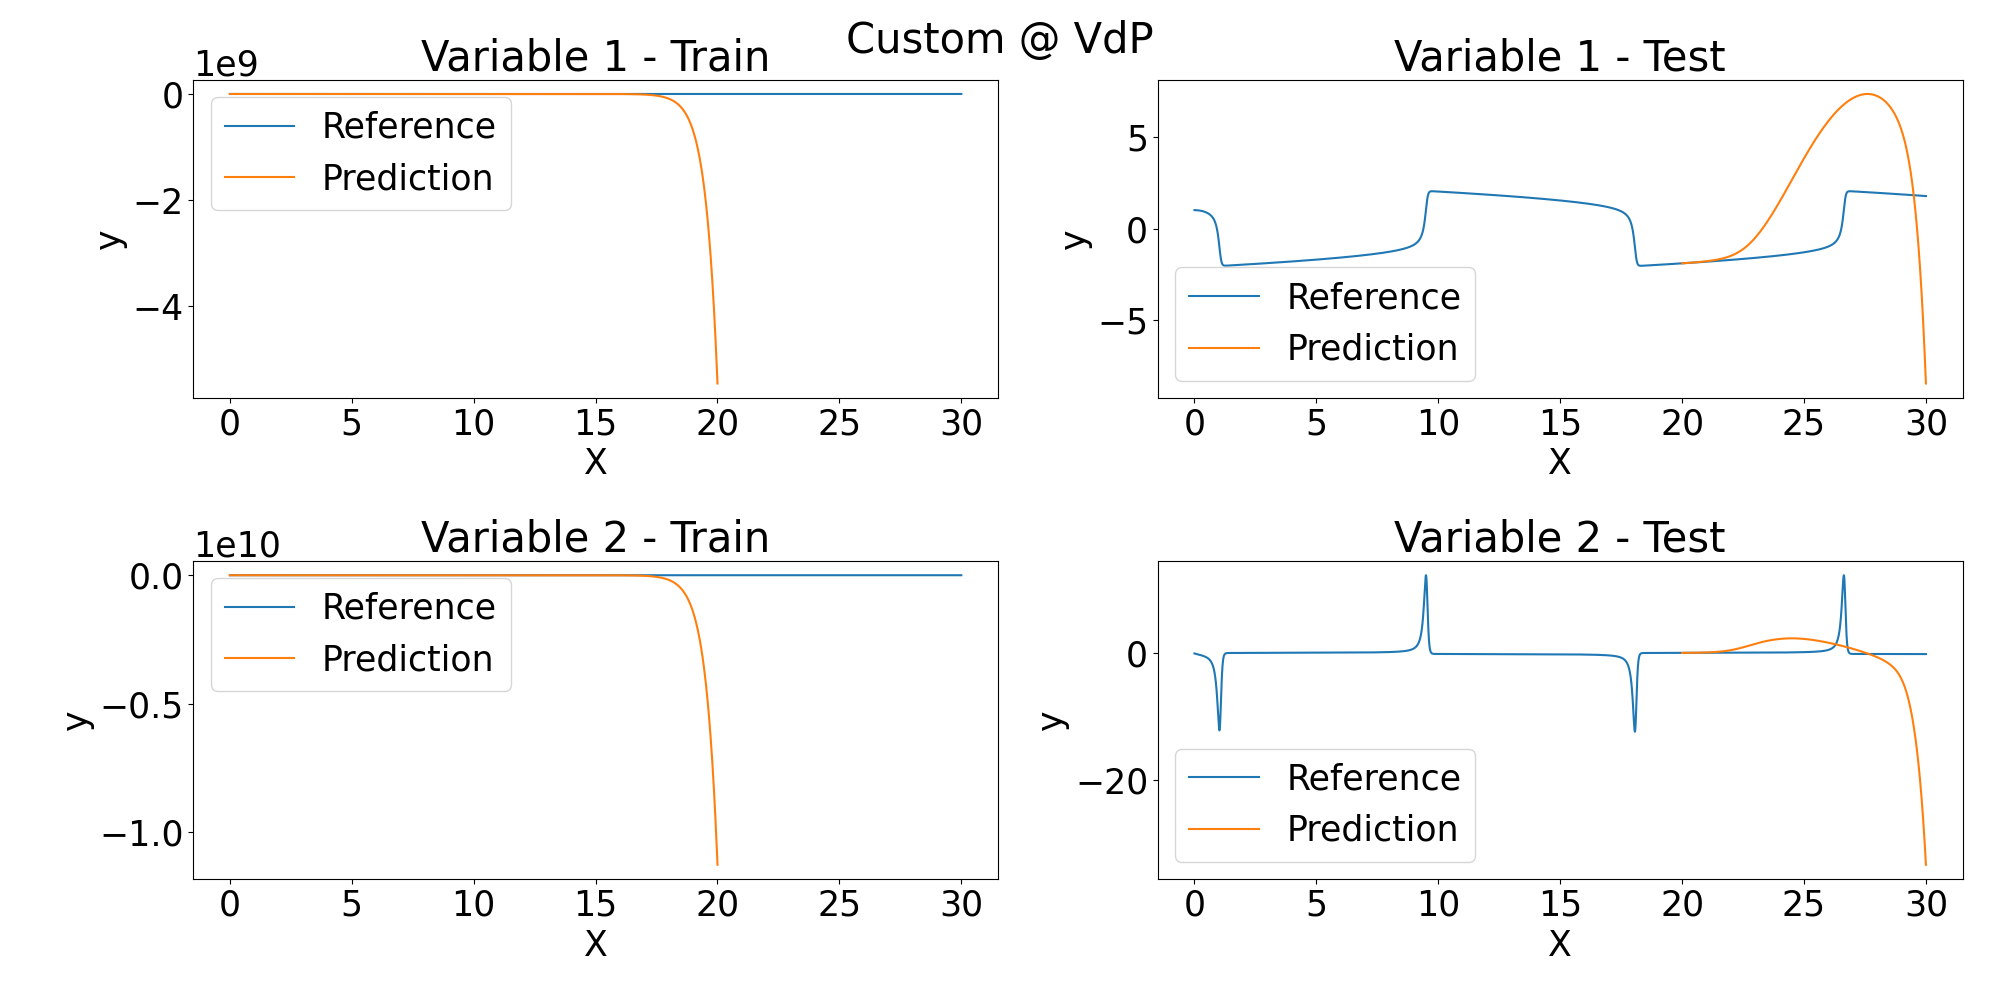 Custom @ VdP
Variable 1 - Train
1e9
0
−2
−4
y
Reference
Prediction
0 5 10 15 20 25 30
X
Variable 1 - Test
5
0
−5
y
Reference
Prediction
0 5 10 15 20 25 30
X
Variable 2 - Train
1e10
0.0
−0.5
−1.0
y
Reference
Prediction
0 5 10 15 20 25 30
X
Variable 2 - Test
0
−20
y
Reference
Prediction
0 5 10 15 20 25 30
X